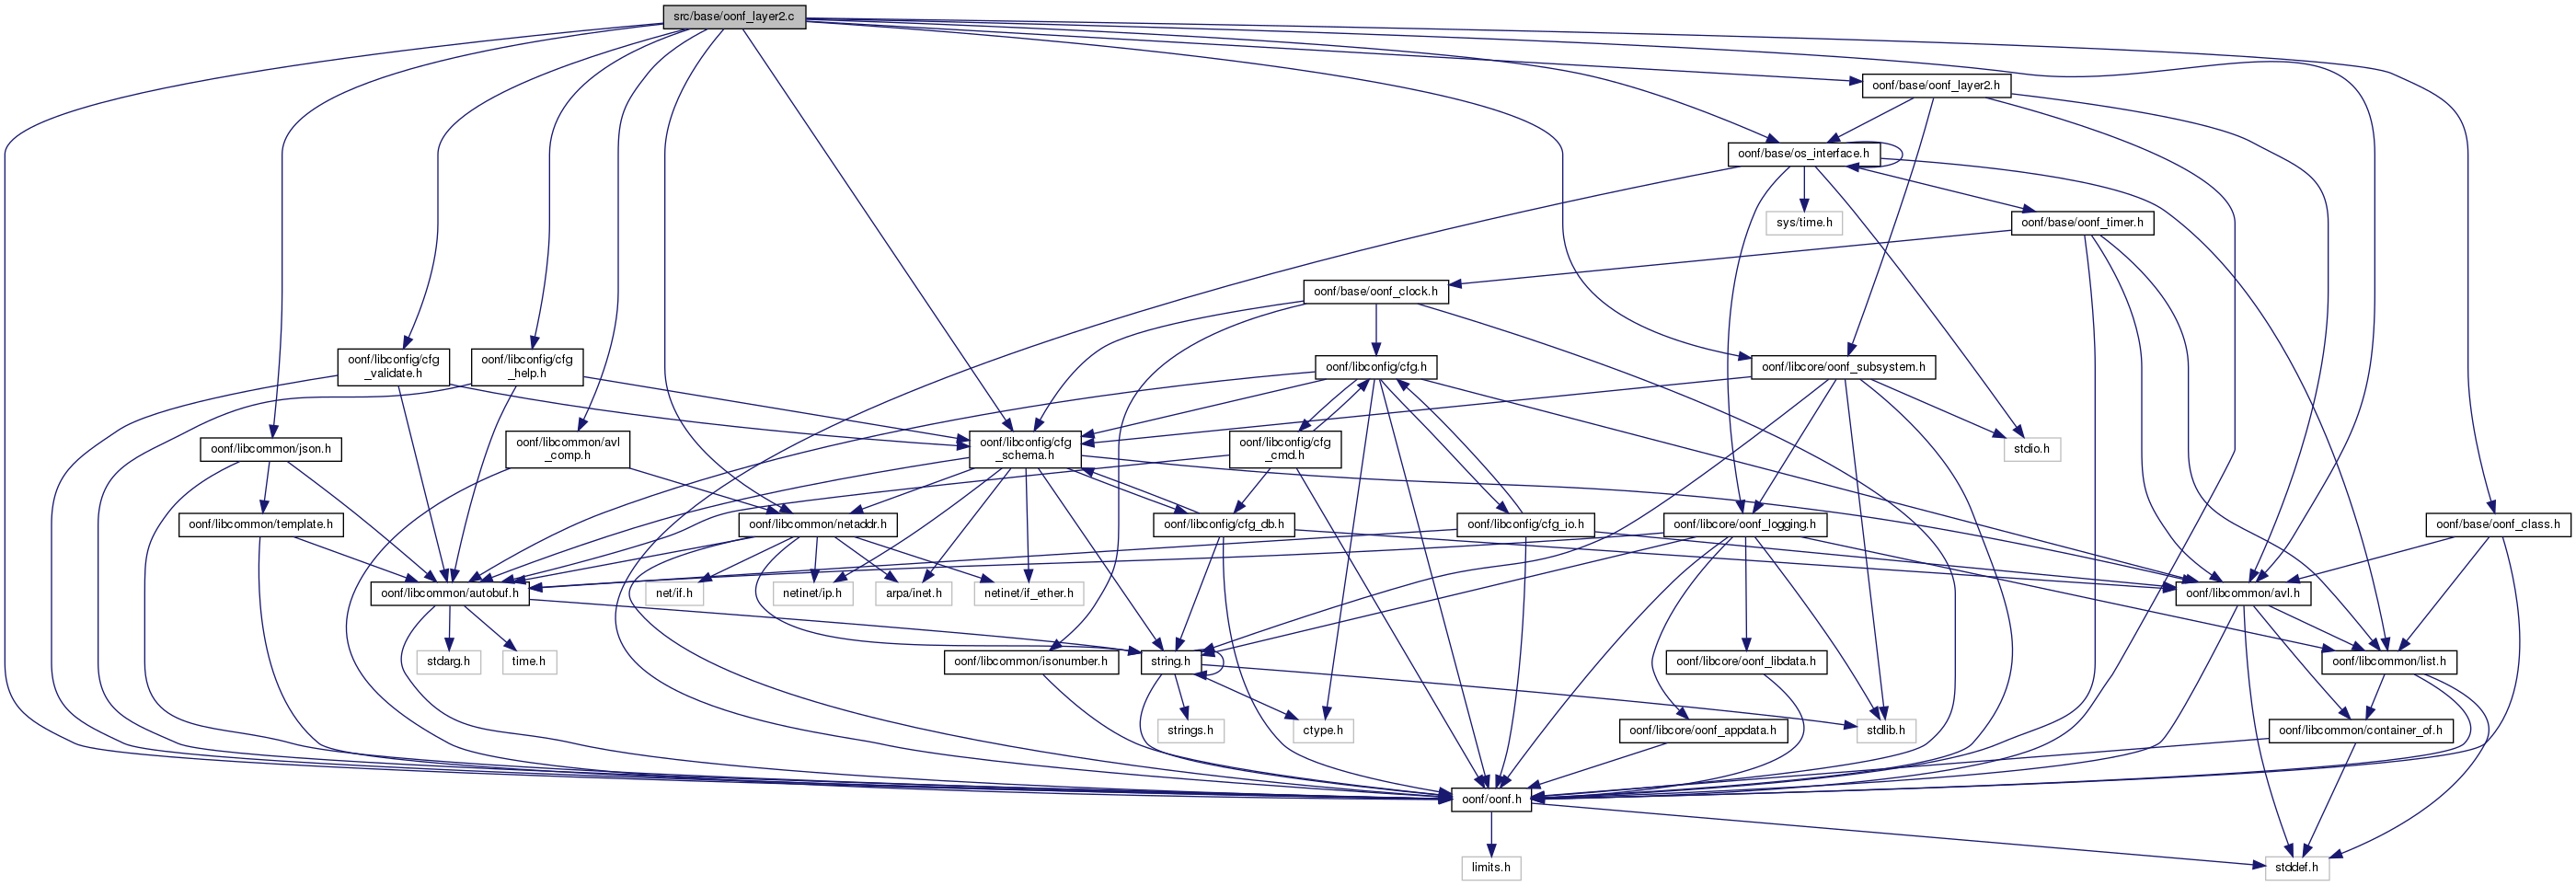 src/base/oonf_layer2.c
oonf/base/oonf_layer2.h
oonf/base/os_interface.h
sys/time.h
oonf/base/oonf_timer.h
oonf/base/oonf_clock.h
oonf/libconfig/cfg
_validate.h
oonf/libconfig/cfg
_help.h
oonf/libconfig/cfg.h
oonf/libcore/oonf_subsystem.h
oonf/libcommon/json.h
oonf/libcommon/avl
_comp.h
oonf/libconfig/cfg
_schema.h
oonf/libconfig/cfg
_cmd.h
stdio.h
oonf/libcommon/template.h
oonf/libcommon/netaddr.h
oonf/libconfig/cfg_db.h
oonf/libconfig/cfg_io.h
oonf/libcore/oonf_logging.h
oonf/base/oonf_class.h
oonf/libcommon/autobuf.h
net/if.h
netinet/ip.h
arpa/inet.h
netinet/if_ether.h
oonf/libcommon/avl.h
stdarg.h
time.h
oonf/libcommon/isonumber.h
string.h
oonf/libcore/oonf_libdata.h
oonf/libcommon/list.h
strings.h
ctype.h
oonf/libcore/oonf_appdata.h
stdlib.h
oonf/libcommon/container_of.h
oonf/oonf.h
limits.h
stddef.h